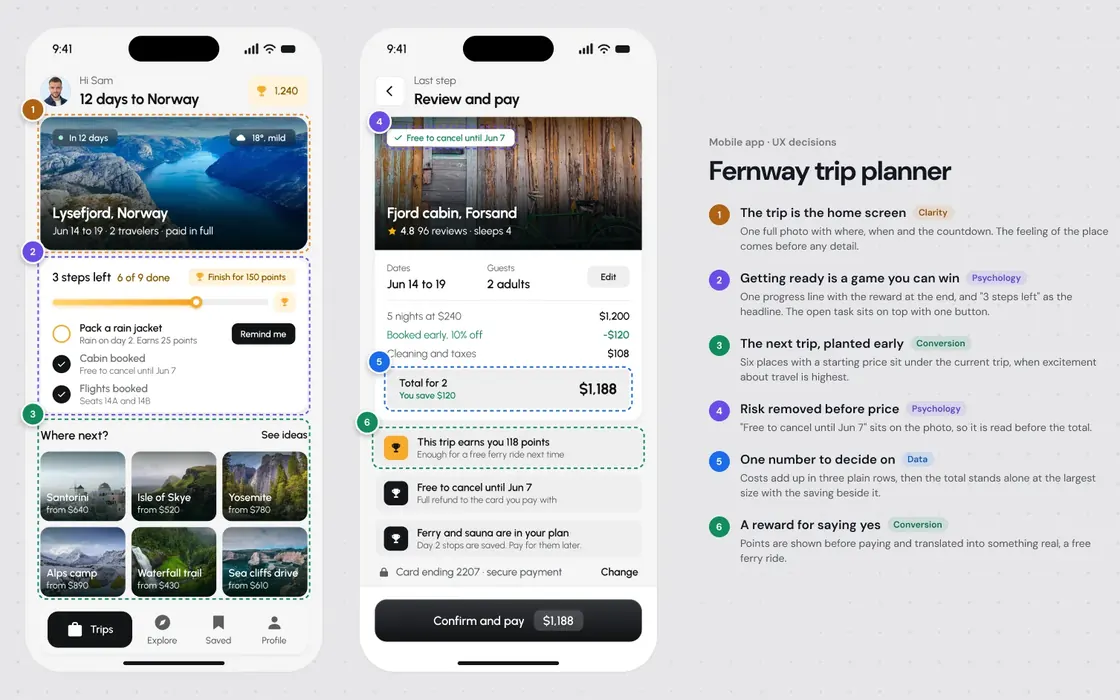 9:41
Hi Sam
12 days to Norway
1.240
1
In 12 days
18°, mild
Lysefjord, Norway
Jun 14 to 19 · 2 travelers · paid in full
2
3 steps left 6 of 9 done
Finish for 150 points
Pack a rain jacket
Rain on day 2. Earns 25 points
Remind me
Cabin booked
Free to cancel until Jun 7
Flights booked
Seats 14A and 14B
3
Where next?
See ideas
Santorini
from $640
Isle of Skye
from $520
Yosemite
from $780
Alps camp
from $890
Waterfall trail
from $430
Sea cliffs drive
from $610
Trips
Explore
Saved
Profile
9:41
Last step
Review and pay
4
Free to cancel until Jun 7
Fjord cabin, Forsand
4.8 96 reviews · sleeps 4
Dates
Jun 14 to 19
Guests
2 adults
Edit
5 nights at $240
$1,200
Booked early, 10% off
-$120
5
Cleaning and taxes
$108
Total for 2
You save $120
$1,188
6
This trip earns you 118 points
Enough for a free ferry ride next time
Free to cancel until Jun 7
Full refund to the card you pay with
Ferry and sauna are in your plan
Day 2 stops are saved. Pay for them later.
Card ending 2207 · secure payment
Change
Confirm and pay $1,188
Mobile app · UX decisions
Fernway trip planner
1 The trip is the home screen Clarity
One full photo with where, when and the countdown. The feeling of the place
comes before any detail.
2 Getting ready is a game you can win Psychology
One progress line with the reward at the end, and "3 steps left" as the
headline. The open task sits on top with one button.
3 The next trip, planted early Conversion
Six places with a starting price sit under the current trip, when excitement
about travel is highest.
4 Risk removed before price Psychology
"Free to cancel until Jun 7" sits on the photo, so it is read before the total.
5 One number to decide on Data
Costs add up in three plain rows, then the total stands alone at the largest
size with the saving beside it.
6 A reward for saying yes Conversion
Points are shown before paying and translated into something real, a free
ferry ride.